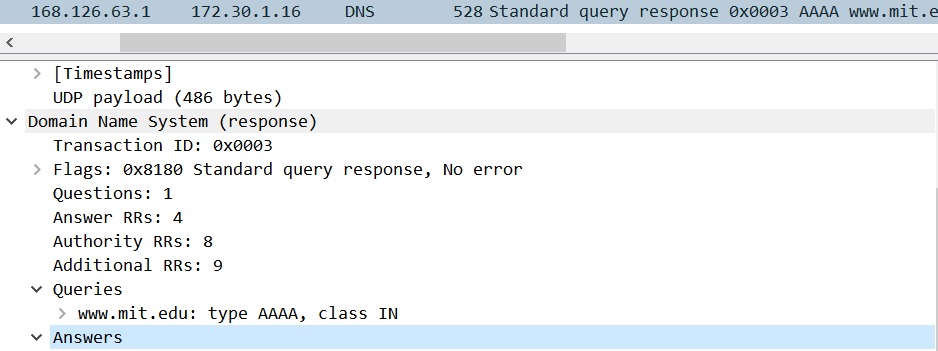 168.126.63.1 172.30.1.16 DNS 528 Standard query response 0x0003 AAAA www.mit.e
[Timestamps]
UDP payload (486 bytes)
Domain Name System (response)
Transaction ID: 0x0003
Flags: 0x8180 Standard query response, No error
Questions: 1
Answer RRs: 4
Authority RRs: 8
Additional RRs: 9
Queries
www.mit.edu: type AAAA, class IN
Answers